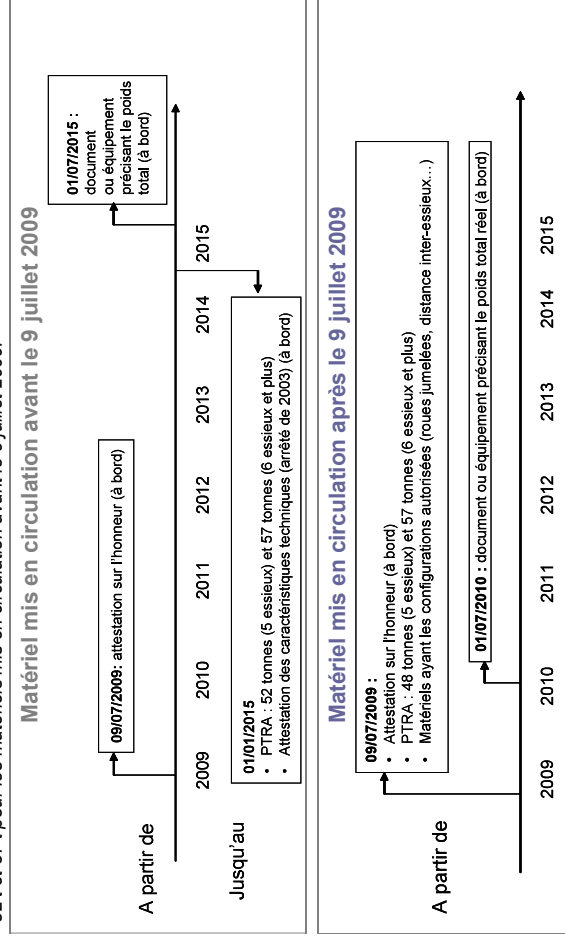 Matériel mis en circulation avant le 9 juillet 2009
01/07/2015 :
document
ou équipement
précisant le poids
total (à bord)
09/07/2009: attestation sur l'honneur (à bord)
A partir de
2009 2010 2011 2012 2013 2014 2015
Jusqu'au
01/01/2015
• PTRA : 52 tonnes (5 essieux) et 57 tonnes (6 essieux et plus)
• Attestation des caractéristiques techniques (arrêté de 2003) (à bord)
Matériel mis en circulation après le 9 juillet 2009
09/07/2009 :
• Attestation sur l'honneur (à bord)
• PTRA : 48 tonnes (5 essieux) et 57 tonnes (6 essieux et plus)
• Matériels ayant les configurations autorisées (roues jumelées, distance inter-essieux...)
A partir de
01/07/2010 : document ou équipement précisant le poids total réel (à bord)
2009 2010 2011 2012 2013 2014 2015